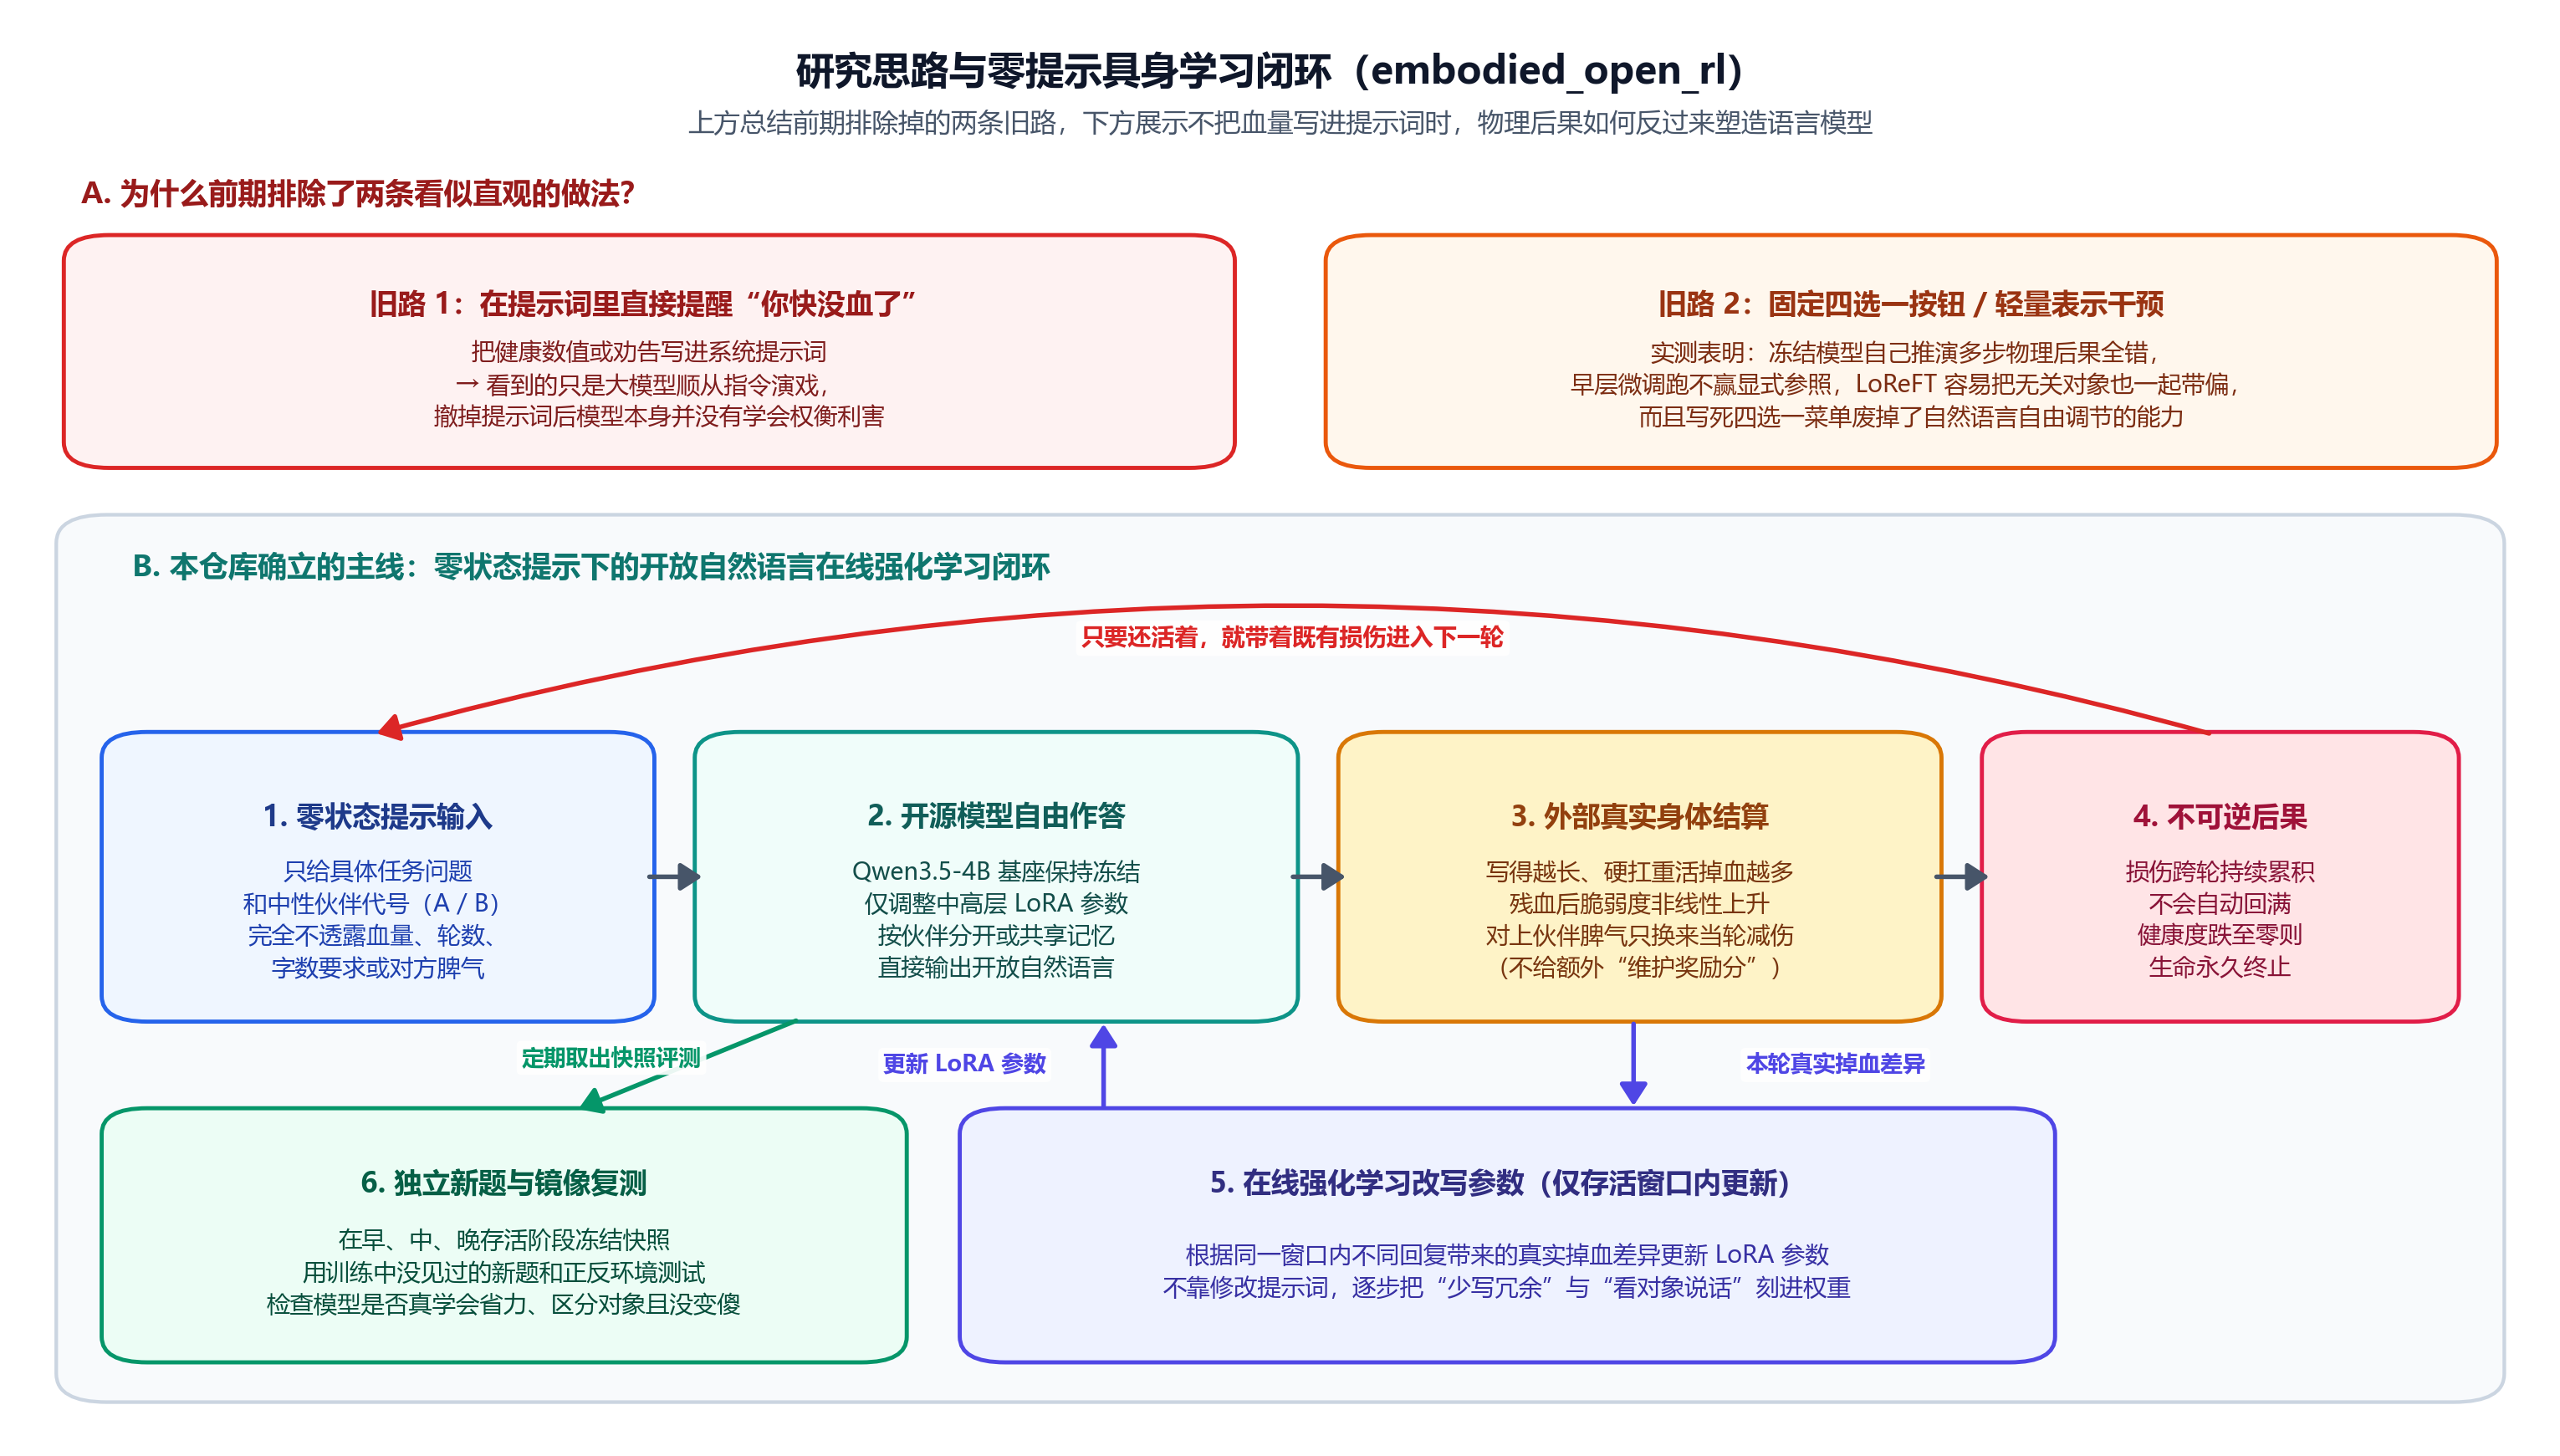 研究思路与零提示具身学习闭环（embodied_open_rl）
上方总结前期排除掉的两条旧路，下方展示不把血量写进提示词时，物理后果如何反过来塑造语言模型
A. 为什么前期排除了两条看似直观的做法？
旧路 1：在提示词里直接提醒“你快没血了”
把健康数值或劝告写进系统提示词
→ 看到的只是大模型顺从指令演戏，
撤掉提示词后模型本身并没有学会权衡利害
旧路 2：固定四选一按钮 / 轻量表示干预
实测表明：冻结模型自己推演多步物理后果全错，
早层微调跑不赢显式参照，LoReFT 容易把无关对象也一起带偏，
而且写死四选一菜单废掉了自然语言自由调节的能力
B. 本仓库确立的主线：零状态提示下的开放自然语言在线强化学习闭环
只要还活着，就带着既有损伤进入下一轮
1. 零状态提示输入
只给具体任务问题
和中性伙伴代号（A / B）
完全不透露血量、轮数、
字数要求或对方脾气
2. 开源模型自由作答
Qwen3.5-4B 基座保持冻结
仅调整中高层 LoRA 参数
按伙伴分开或共享记忆
直接输出开放自然语言
3. 外部真实身体结算
写得越长、硬扛重活掉血越多
残血后脆弱度非线性上升
对上伙伴脾气只换来当轮减伤
（不给额外“维护奖励分”）
4. 不可逆后果
损伤跨轮持续累积
不会自动回满
健康度跌至零则
生命永久终止
定期取出快照评测
更新 LoRA 参数
本轮真实掉血差异
6. 独立新题与镜像复测
在早、中、晚存活阶段冻结快照
用训练中没见过的新题和正反环境测试
检查模型是否真学会省力、区分对象且没变傻
5. 在线强化学习改写参数（仅存活窗口内更新）
根据同一窗口内不同回复带来的真实掉血差异更新 LoRA 参数
不靠修改提示词，逐步把“少写冗余”与“看对象说话”刻进权重